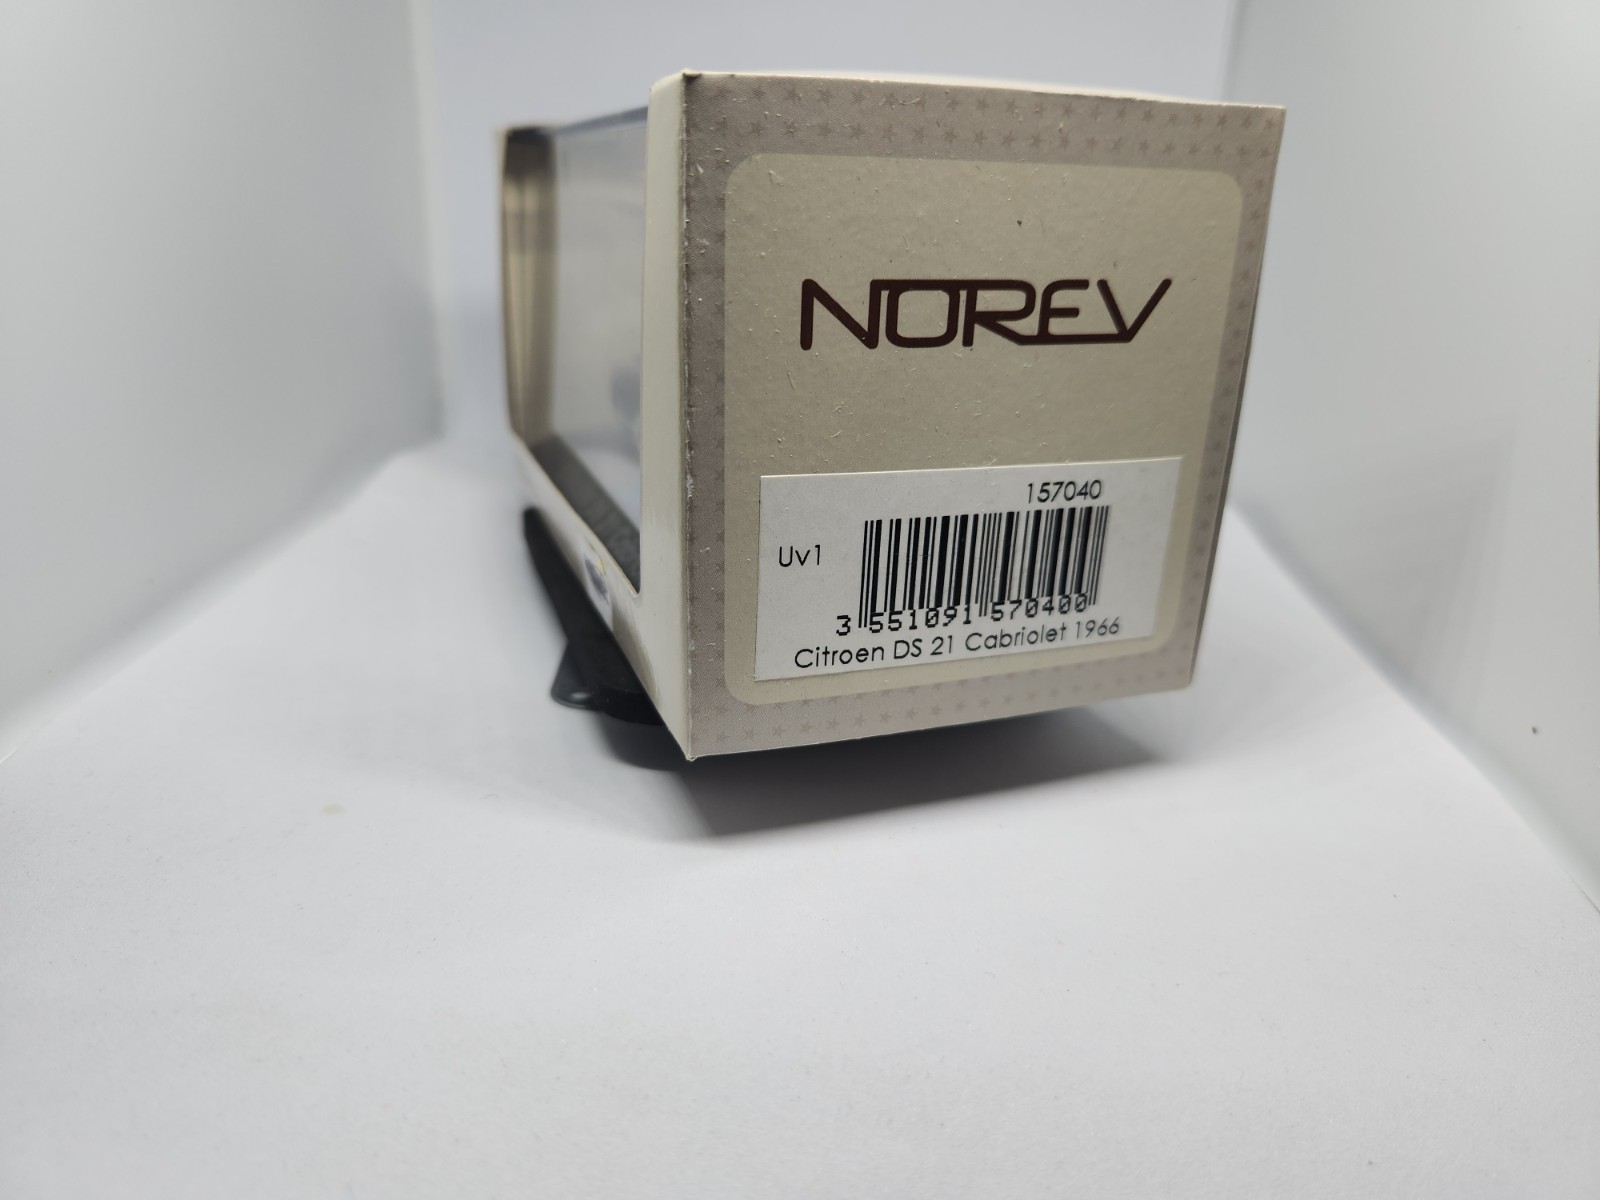 NOREV
157040
Uv1
3 551091 570400
Citroen DS 21 Cabriolet 1966